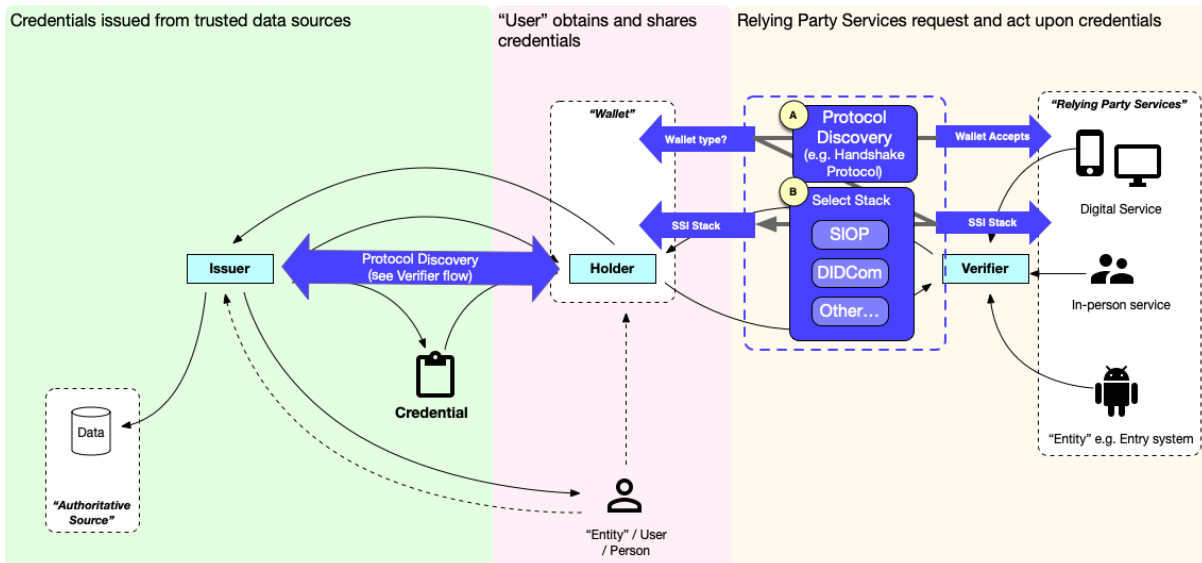 Credentials issued from trusted data sources
“User” obtains and shares
credentials
Relying Party Services request and act upon credentials
“Wallet”
“Relying Party Services”
A
Protocol
Discovery
(e.g. Handshake
Protocol)
Wallet type?
Wallet Accepts
B
Select Stack
SSI Stack
SSI Stack
SIOP
DIDCom
Other…
Digital Service
Issuer
Protocol Discovery
(see Verifier flow)
Holder
Verifier
In-person service
Credential
Data
“Authoritative
Source”
“Entity” / User
/ Person
“Entity” e.g. Entry system